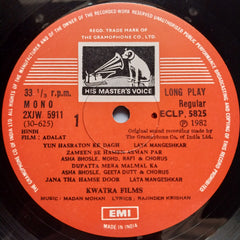 REGD. TRADE MARK OF
THE GRAMOPHONE CO., LTD.
HIS MASTER'S VOICE
33 ⅓ r.p.m.
MONO
2XJW 5911
(30-625)
1
LONG PLAY
Regular
ECLP. 5825
℗ 1982
HINDI
FILM : ADALAT
Original sound recording made by
The Gramophone Co. of India Ltd.
YUN HASRATON KE DAGH LATA MANGESHKAR
ZAMEEN SE HAMEN ASMAN PAR
ASHA BHOSLE, MOHD. RAFI & CHORUS
DUPATTA MERA MALMAL KA
ASHA BHOSLE, GEETA DUTT & CHORUS
JANA THA HAMSE DOOR LATA MANGESHKAR
KWATRA FILMS
MUSIC : MADAN MOHAN LYRICS : RAJINDER KRISHAN
EMI
MADE IN INDIA